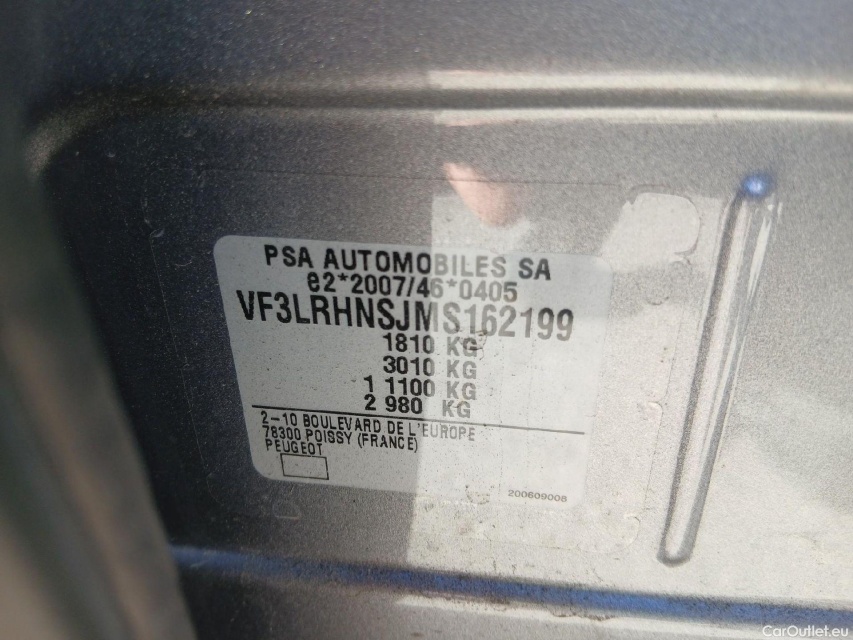 PSA AUTOMOBILES SA
e2*2007/46*0405
VF3LRHNSJMS162199
1810 KG
3010 KG
1 1100 KG
2 980 KG
2-10 BOULEVARD DE L'EUROPE
78300 POISSY (FRANCE)
PEUGEOT
200609008
CarOutlet.eu